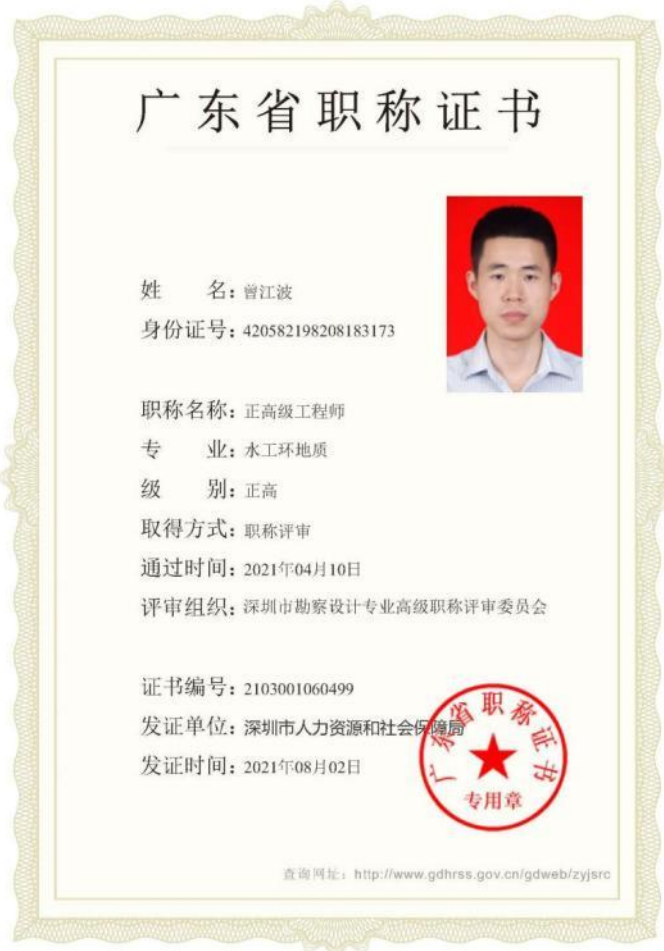 广东省职称证书
姓 名：曾江波
身份证号：420582198208183173
职称名称：正高级工程师
专 业：水工环地质
级 别：正高
取得方式：职称评审
通过时间：2021年04月10日
评审组织：深圳市勘察设计专业高级职称评审委员会
证书编号：2103001060499
发证单位：深圳市人力资源和社会保障局
发证时间：2021年08月02日
广东省职称证书
专用章
查询网址：http://www.gdhrss.gov.cn/gdweb/zyjsrc